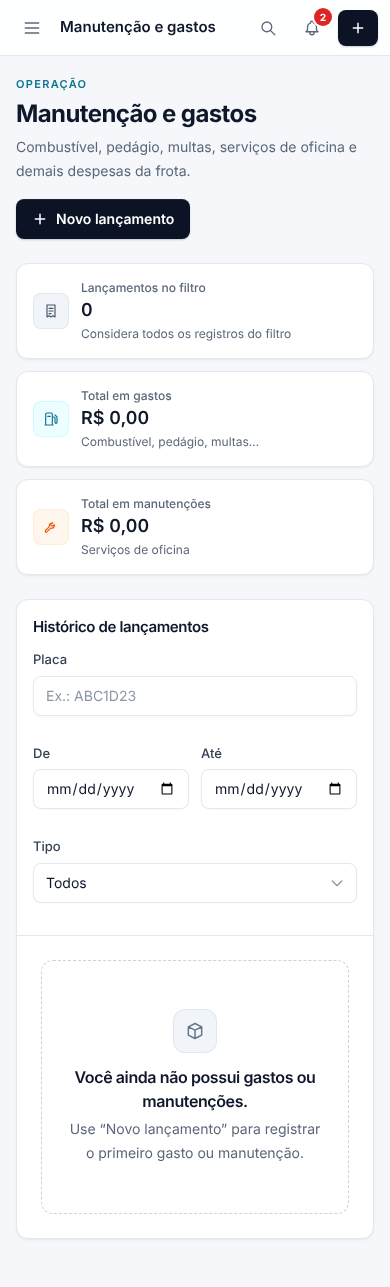 Manutenção e gastos
2
OPERAÇÃO
Manutenção e gastos
Combustível, pedágio, multas, serviços de oficina e
demais despesas da frota.
Novo lançamento
Lançamentos no filtro
0
Considera todos os registros do filtro
Total em gastos
R$ 0,00
Combustível, pedágio, multas...
Total em manutenções
R$ 0,00
Serviços de oficina
Histórico de lançamentos
Placa
Ex.: ABC1D23
De
Até
mm/dd/yyyy
mm/dd/yyyy
Tipo
Todos
Você ainda não possui gastos ou
manutenções.
Use “Novo lançamento” para registrar
o primeiro gasto ou manutenção.